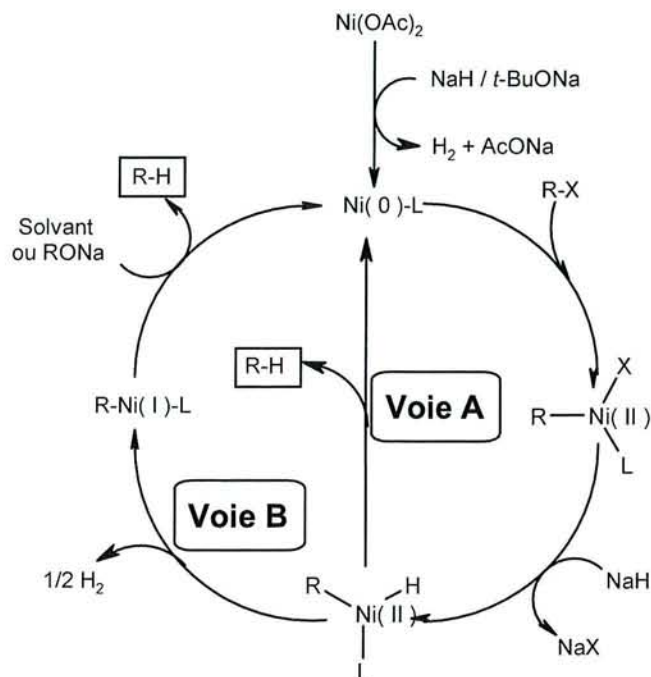 Ni(OAc)₂
NaH / t-BuONa
H₂ + AcONa
R-H
Ni( 0 )-L
R-X
Solvant
ou RONa
R-H
Voie A
X
R
Ni( II )
L
R-Ni( I )-L
Voie B
1/2 H₂
R
H
Ni( II )
L
NaH
NaX